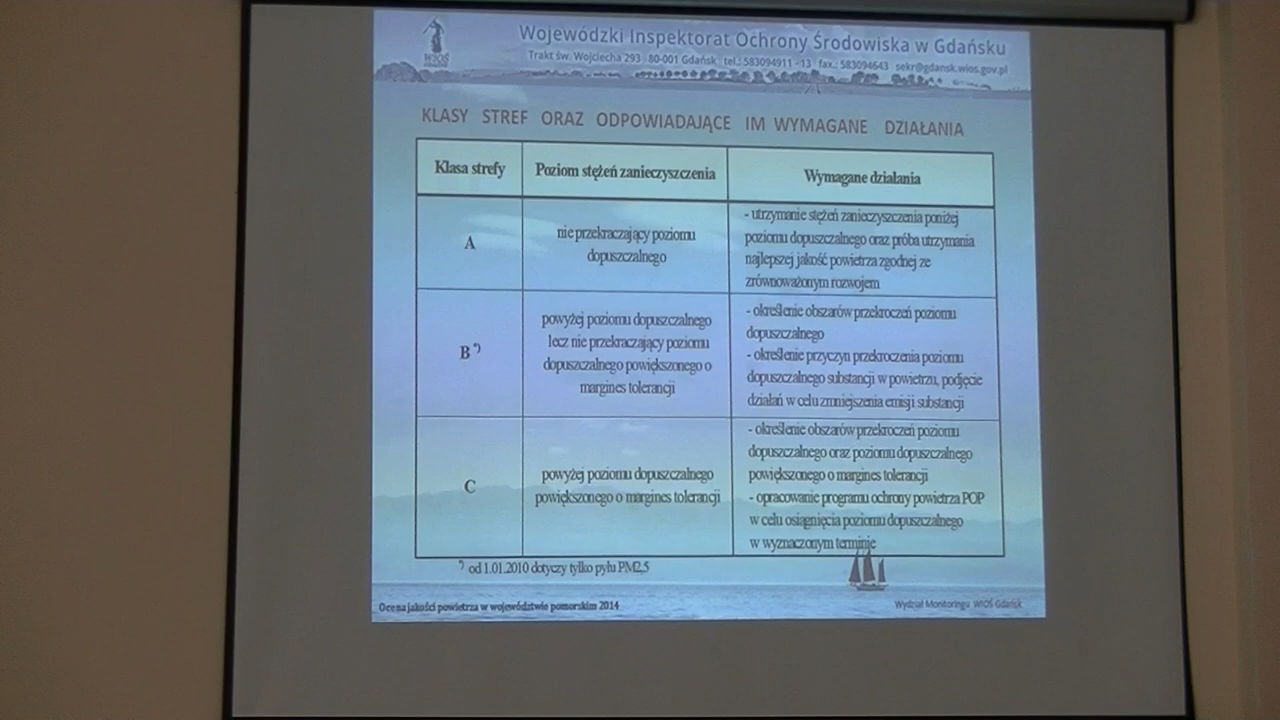 Wojewódzki Inspektorat Ochrony Środowiska w Gdańsku
Trakt św. Wojciecha 293 80-001 Gdańsk tel.: 583094911 -13 fax.: 583094643 sekr@gdansk.wios.gov.pl
WIOŚ
KLASY STREF ORAZ ODPOWIADAJĄCE IM WYMAGANE DZIAŁANIA
Klasa strefy
Poziom stężeń zanieczyszczenia
Wymagane działania
A
nie przekraczający poziomu
dopuszczalnego
- utrzymanie stężeń zanieczyszczenia poniżej
poziomu dopuszczalnego oraz próba utrzymania
najlepszej jakość powietrza zgodnej ze
zrównoważonym rozwojem
B*)
powyżej poziomu dopuszczalnego
lecz nie przekraczający poziomu
dopuszczalnego powiększonego o
margines tolerancji
- określenie obszarów przekroczeń poziomu
dopuszczalnego
- określenie przyczyn przekroczenia poziomu
dopuszczalnego substancji w powietrzu, podjęcie
działań w celu zmniejszenia emisji substancji
C
powyżej poziomu dopuszczalnego
powiększonego o margines tolerancji
- określenie obszarów przekroczeń poziomu
dopuszczalnego oraz poziomu dopuszczalnego
powiększonego o margines tolerancji
- opracowanie programu ochrony powietrza POP
w celu osiągnięcia poziomu dopuszczalnego
w wyznaczonym terminie
*) od 1.01.2010 dotyczy tylko pyłu PM2,5
Ocena jakości powietrza w województwie pomorskim 2014
Wydział Monitoringu WIOŚ Gdańsk